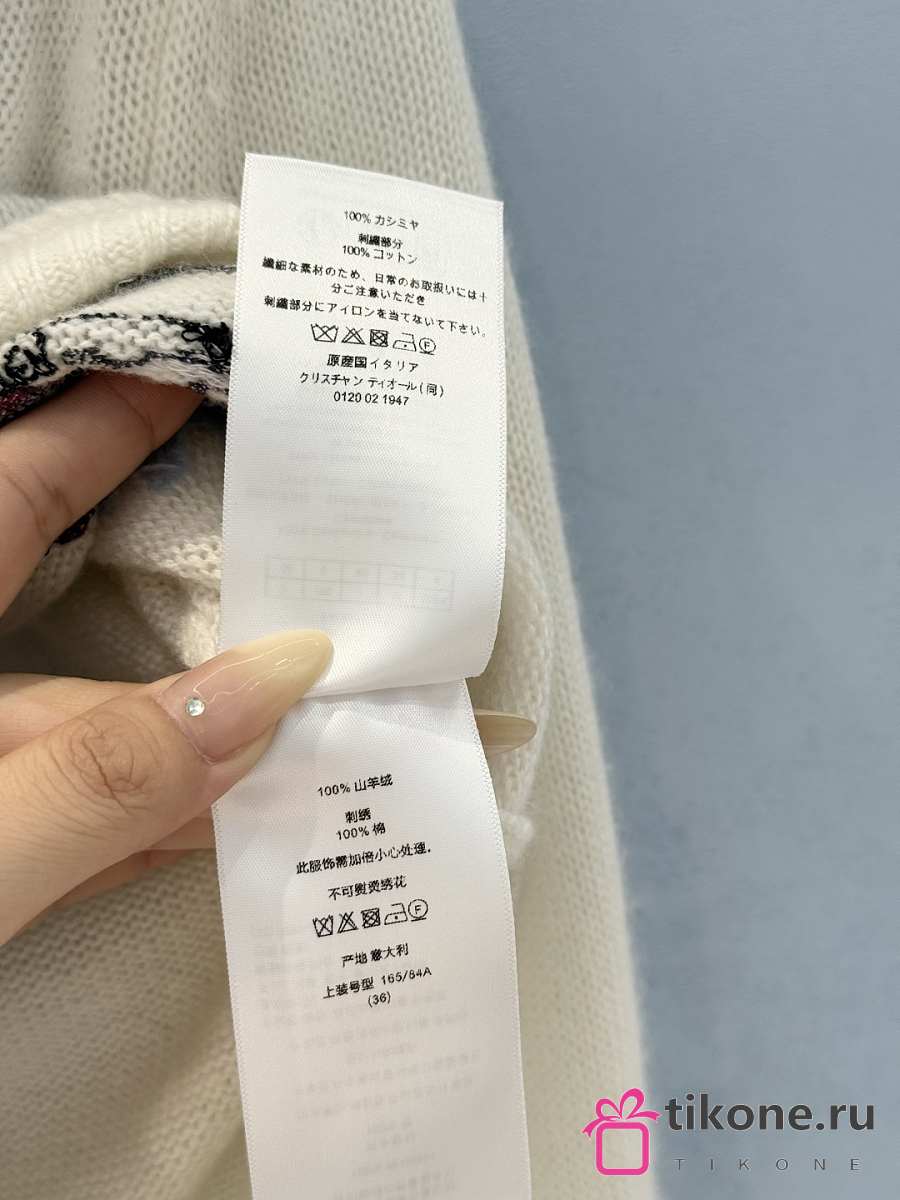 100% カシミヤ
刺繍部分
100% コットン
繊細な素材のため、日常のお取扱いには十
分ご注意いただき
刺繍部分にアイロンを当てないで下さい。
F
原産国イタリア
クリスチャン ディオール ( 同 )
0120 02 1947
100% 山羊绒
刺绣
100% 棉
此服饰需加倍小心处理.
不可熨烫绣花
F
产地 意大利
上装号型 165/84A
(36)
tikone.ru
TIKONE